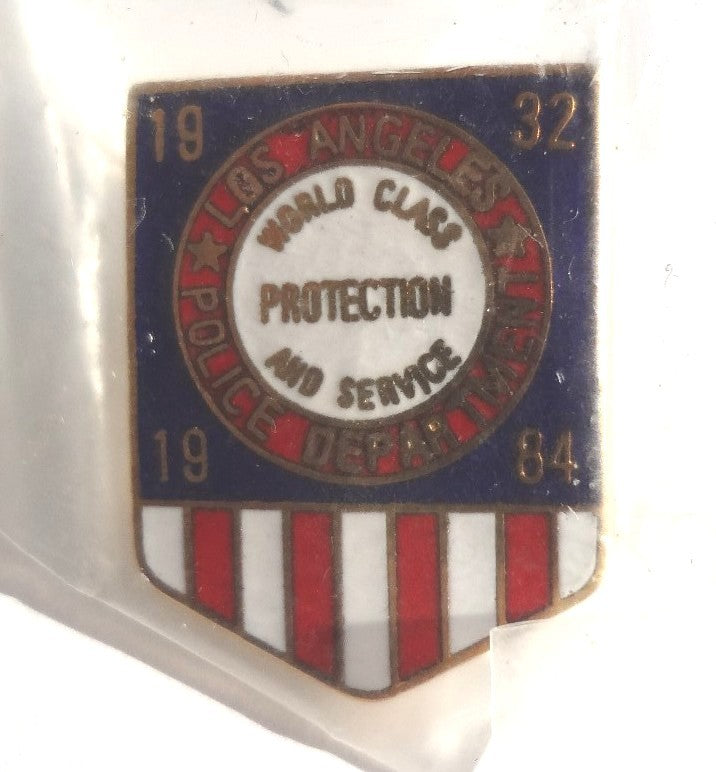 19 32
LOS ANGELES
WORLD CLASS
PROTECTION
AND SERVICE
POLICE DEPARTMENT
19 84